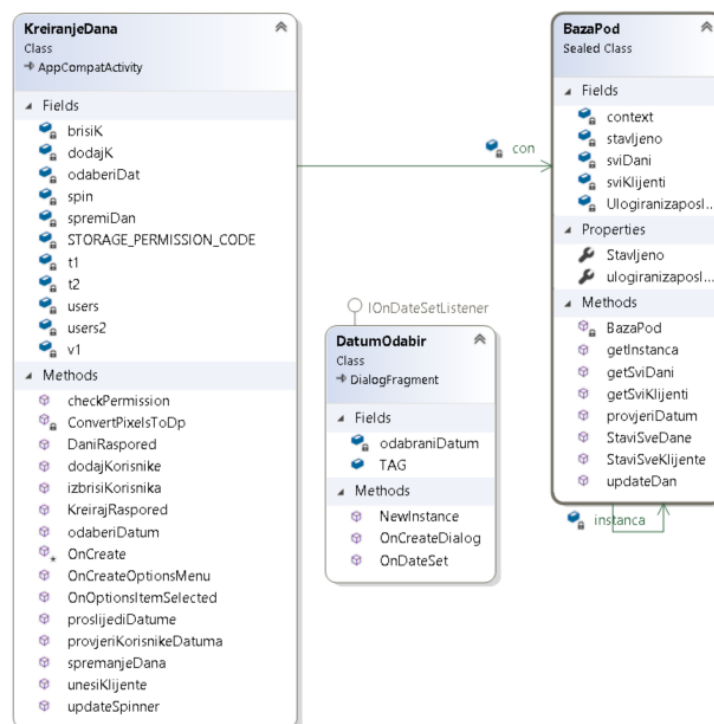 KreiranjeDana
Class
AppCompatActivity
Fields
brisiK
dodajK
odaberiDat
spin
spremiDan
STORAGE_PERMISSION_CODE
t1
t2
users
users2
v1
Methods
checkPermission
ConvertPixelsToDp
DaniRaspored
dodajKorisnike
izbrisiKorisnika
KreirajRaspored
odaberiDatum
OnCreate
OnCreateOptionsMenu
OnOptionsItemSelected
proslijediDatume
provjeriKorisnikeDatuma
spremanjeDana
unesiKlijente
updateSpinner
con
IOnDateSetListener
DatumOdabir
Class
DialogFragment
Fields
odabraniDatum
TAG
Methods
NewInstance
OnCreateDialog
OnDateSet
BazaPod
Sealed Class
Fields
context
stavljeno
sviDani
sviKlijenti
Ulogiranizaposl...
Properties
Stavljeno
ulogiranizaposl...
Methods
BazaPod
getInstanca
getSviDani
getSviKlijenti
provjeriDatum
StaviSveDane
StaviSveKlijente
updateDan
instanca